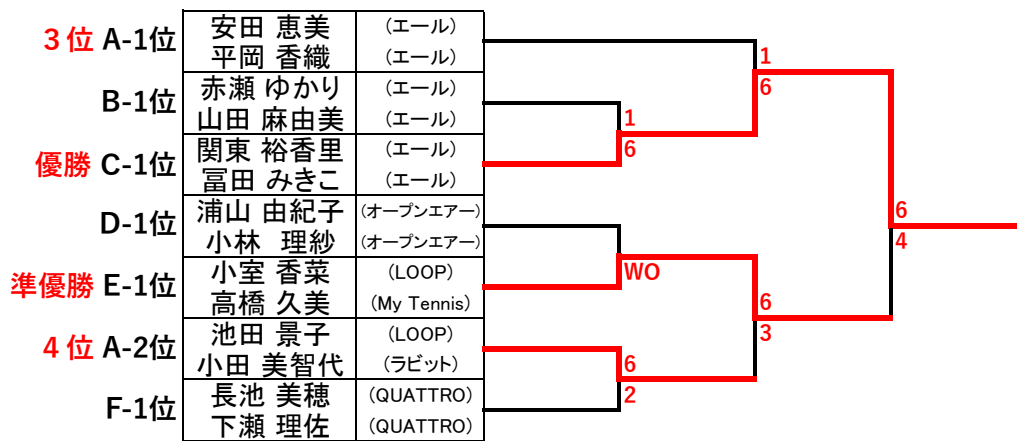 安田 恵美 (エール)
3位 A-1位
平岡 香織 (エール)
1
6
赤瀬 ゆかり (エール)
B-1位
山田 麻由美 (エール)
1
6
関東 裕香里 (エール)
優勝 C-1位
冨田 みきこ (エール)
浦山 由紀子 (オープンエアー)
D-1位
小林 理紗 (オープンエアー)
6
4
小室 香菜 (LOOP)
WO
準優勝 E-1位
高橋 久美 (My Tennis)
6
3
池田 景子 (LOOP)
4位 A-2位
小田 美智代 (ラビット)
6
2
長池 美穂 (QUATTRO)
F-1位
下瀬 理佐 (QUATTRO)